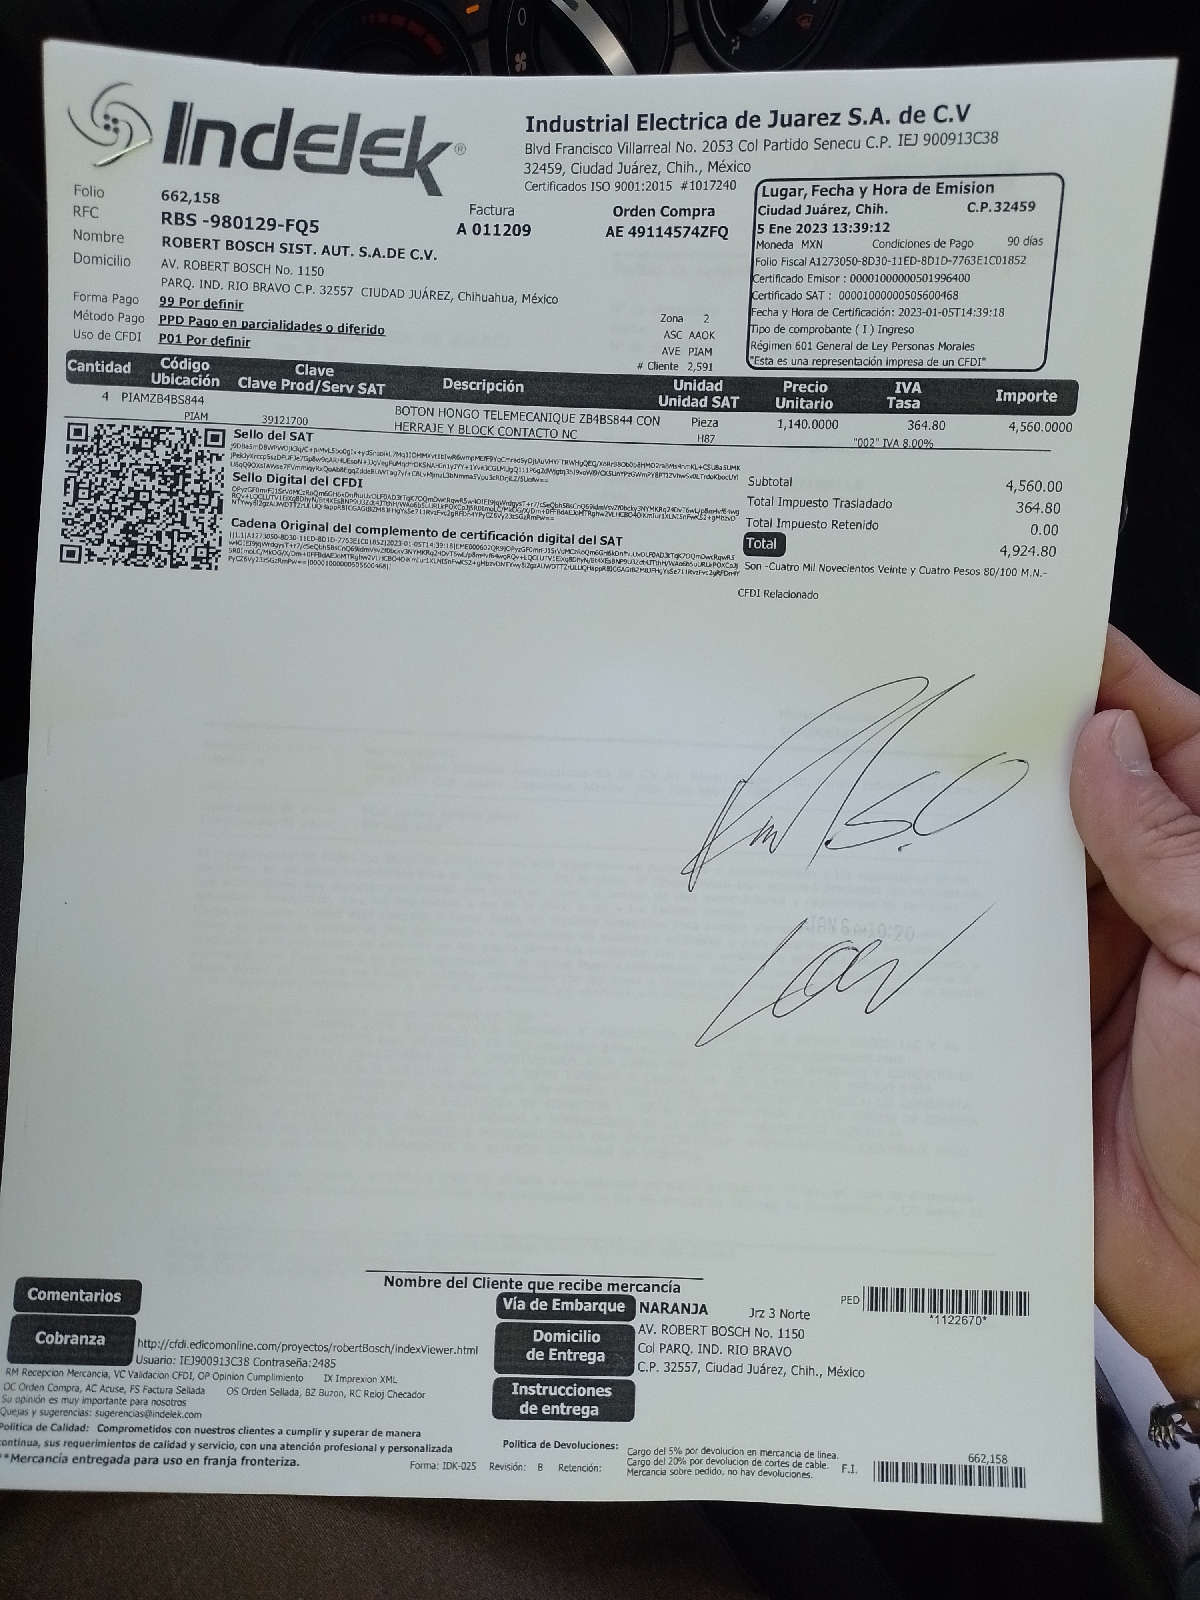 Indelek®
Industrial Electrica de Juarez S.A. de C.V
Blvd Francisco Villarreal No. 2053 Col Partido Senecu C.P. IEJ 900913C38
32459, Ciudad Juárez, Chih., México
Certificados ISO 9001:2015 #1017240
Folio 662,158
RFC RBS -980129-FQ5
Nombre ROBERT BOSCH SIST. AUT. S.A.DE C.V.
Domicilio AV. ROBERT BOSCH No. 1150
PARQ. IND. RIO BRAVO C.P. 32557 CIUDAD JUÁREZ, Chihuahua, México
Forma Pago 99 Por definir
Método Pago PPD Pago en parcialidades o diferido
Uso de CFDI P01 Por definir
Factura
A 011209
Orden Compra
AE 49114574ZFQ
Zona 2
ASC AAOK
AVE PIAM
# Cliente 2,591
Lugar, Fecha y Hora de Emision
Ciudad Juárez, Chih. C.P.32459
5 Ene 2023 13:39:12
Moneda MXN Condiciones de Pago 90 días
Folio Fiscal A1273050-8D30-11ED-8D1D-7763E1C01852
Certificado Emisor : 00001000000501996400
Certificado SAT : 00001000000505600468
Fecha y Hora de Certificación: 2023-01-05T14:39:18
Tipo de comprobante ( I ) Ingreso
Régimen 601 General de Ley Personas Morales
"Esta es una representación impresa de un CFDI"
Cantidad Código Ubicación Clave Clave Prod/Serv SAT Descripción Unidad Unidad SAT Precio Unitario IVA Tasa Importe
4 PIAMZB4BS844 BOTON HONGO TELEMECANIQUE ZB4BS844 CON Pieza 1,140.0000 364.80 4,560.0000
PIAM 39121700 HERRAJE Y BLOCK CONTACTO NC H87 "002" IVA 8.00%
Sello del SAT
Sello Digital del CFDI
Cadena Original del complemento de certificación digital del SAT
Subtotal 4,560.00
Total Impuesto Trasladado 364.80
Total Impuesto Retenido 0.00
Total 4,924.80
Son -Cuatro Mil Novecientos Veinte y Cuatro Pesos 80/100 M.N.-
CFDI Relacionado
Nombre del Cliente que recibe mercancía
Comentarios
Cobranza http://cfdi.edicomonline.com/proyectos/robertBosch/indexViewer.html
Usuario: IEJ900913C38 Contraseña:2485
RM Recepcion Mercancia, VC Validacion CFDI, OP Opinion Cumplimiento IX Imprexion XML
OC Orden Compra, AC Acuse, FS Factura Sellada OS Orden Sellada, BZ Buzon, RC Reloj Checador
Su opinión es muy importante para nosotros
Quejas y sugerencias: sugerencias@indelek.com
Politica de Calidad: Comprometidos con nuestros clientes a cumplir y superar de manera
continua, sus requerimientos de calidad y servicio, con una atención profesional y personalizada
**Mercancía entregada para uso en franja fronteriza.
Vía de Embarque NARANJA Jrz 3 Norte
Domicilio de Entrega AV. ROBERT BOSCH No. 1150
Col PARQ. IND. RIO BRAVO
C.P. 32557, Ciudad Juárez, Chih., México
Instrucciones de entrega
PED
*1122670*
Forma: IDK-025 Revisión: B Retención:
Politica de Devoluciones: Cargo del 5% por devolucion en mercancia de linea.
Cargo del 20% por devolucion de cortes de cable.
Mercancia sobre pedido, no hay devoluciones.
F.I. 662,158